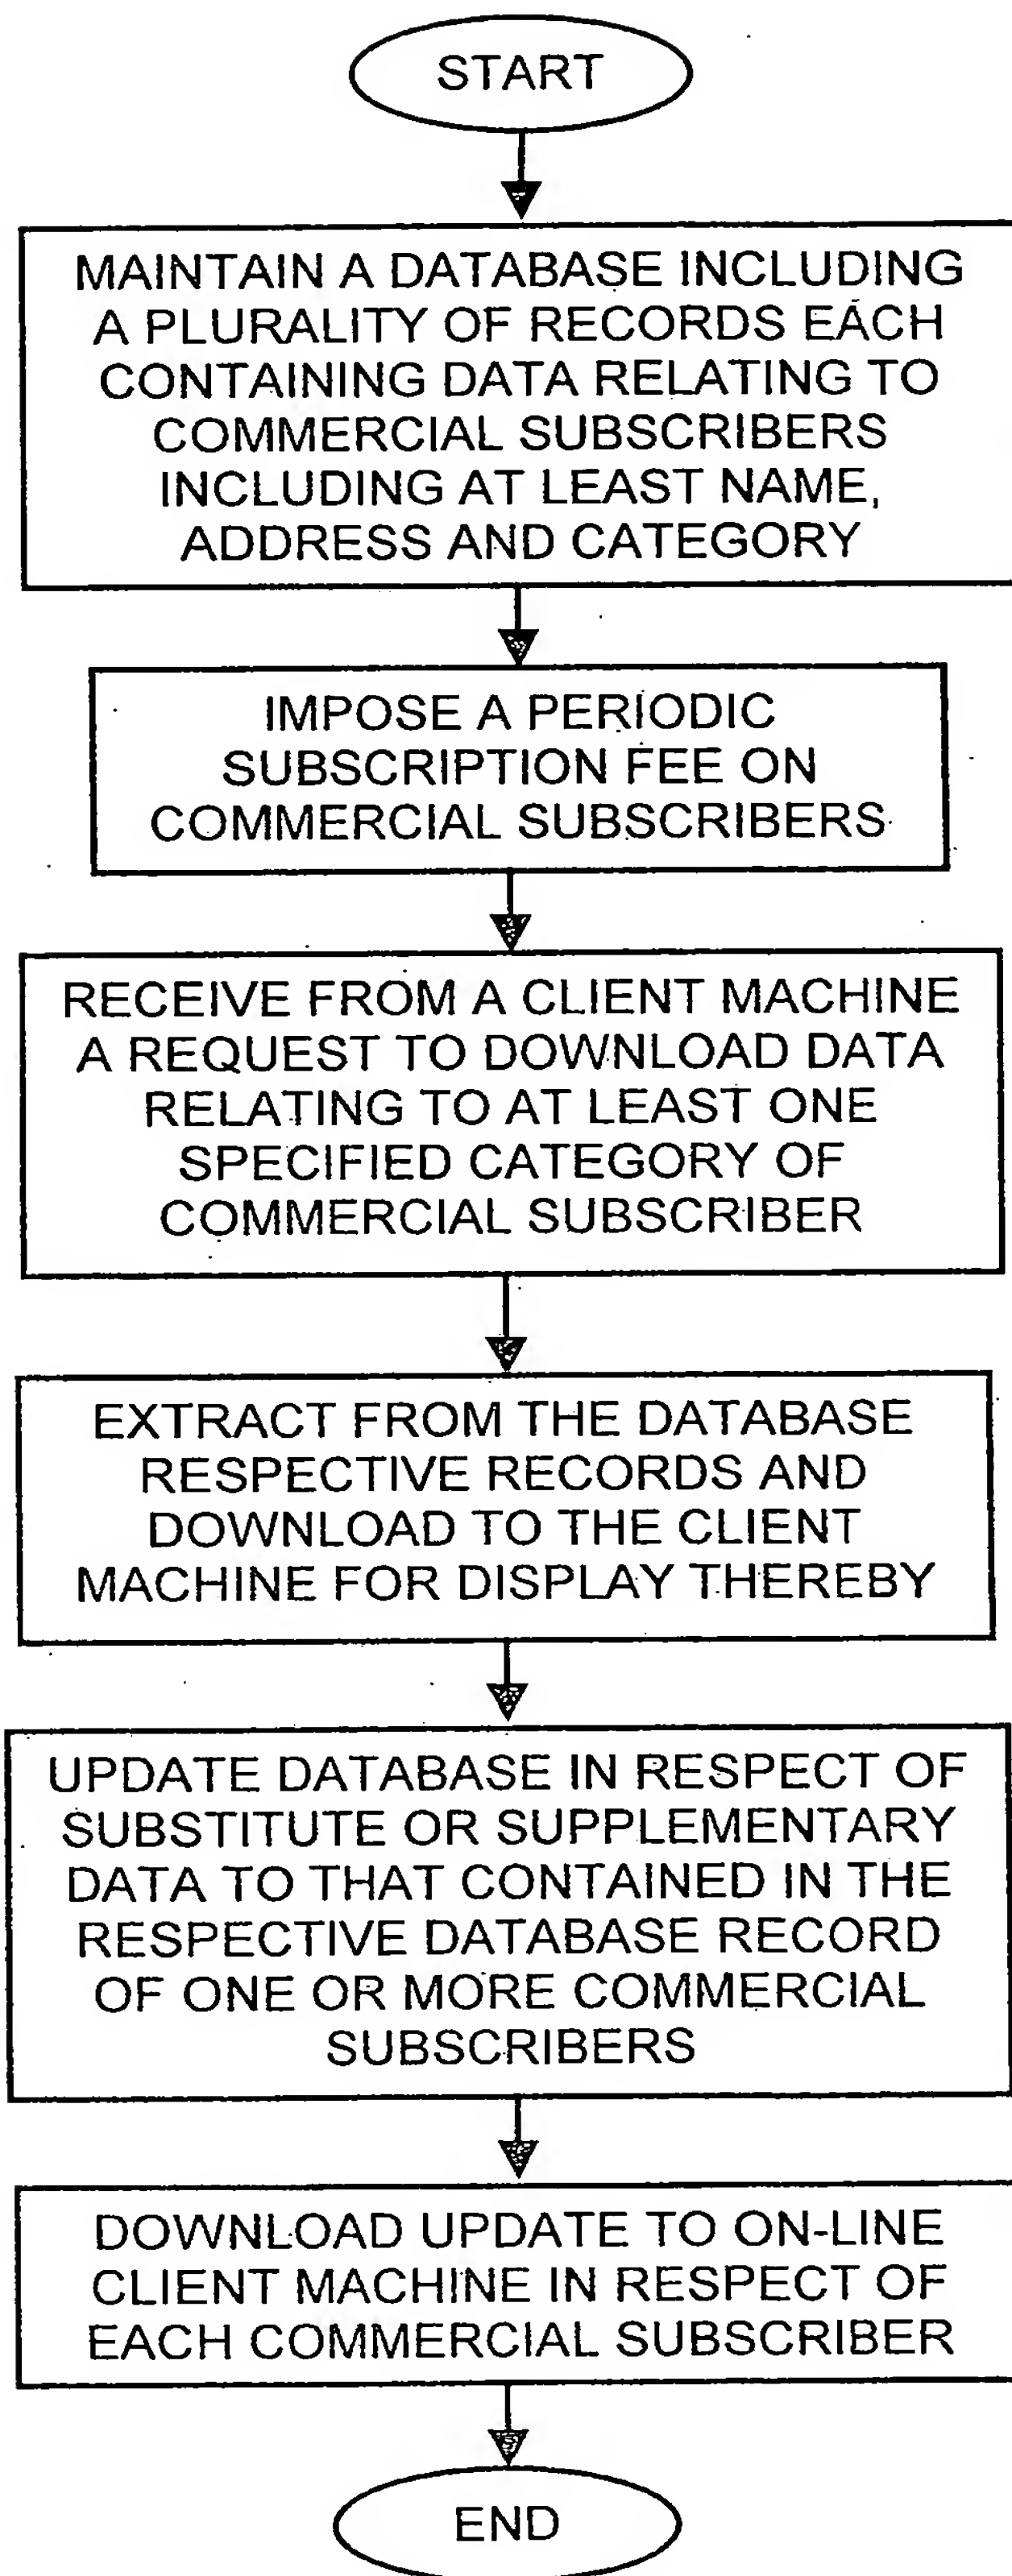 START
MAINTAIN A DATABASE INCLUDING
A PLURALITY OF RECORDS EACH
CONTAINING DATA RELATING TO
COMMERCIAL SUBSCRIBERS
INCLUDING AT LEAST NAME,
ADDRESS AND CATEGORY
IMPOSE A PERIODIC
SUBSCRIPTION FEE ON
COMMERCIAL SUBSCRIBERS
RECEIVE FROM A CLIENT MACHINE
A REQUEST TO DOWNLOAD DATA
RELATING TO AT LEAST ONE
SPECIFIED CATEGORY OF
COMMERCIAL SUBSCRIBER
EXTRACT FROM THE DATABASE
RESPECTIVE RECORDS AND
DOWNLOAD TO THE CLIENT
MACHINE FOR DISPLAY THEREBY
UPDATE DATABASE IN RESPECT OF
SUBSTITUTE OR SUPPLEMENTARY
DATA TO THAT CONTAINED IN THE
RESPECTIVE DATABASE RECORD
OF ONE OR MORE COMMERCIAL
SUBSCRIBERS
DOWNLOAD UPDATE TO ON-LINE
CLIENT MACHINE IN RESPECT OF
EACH COMMERCIAL SUBSCRIBER
END